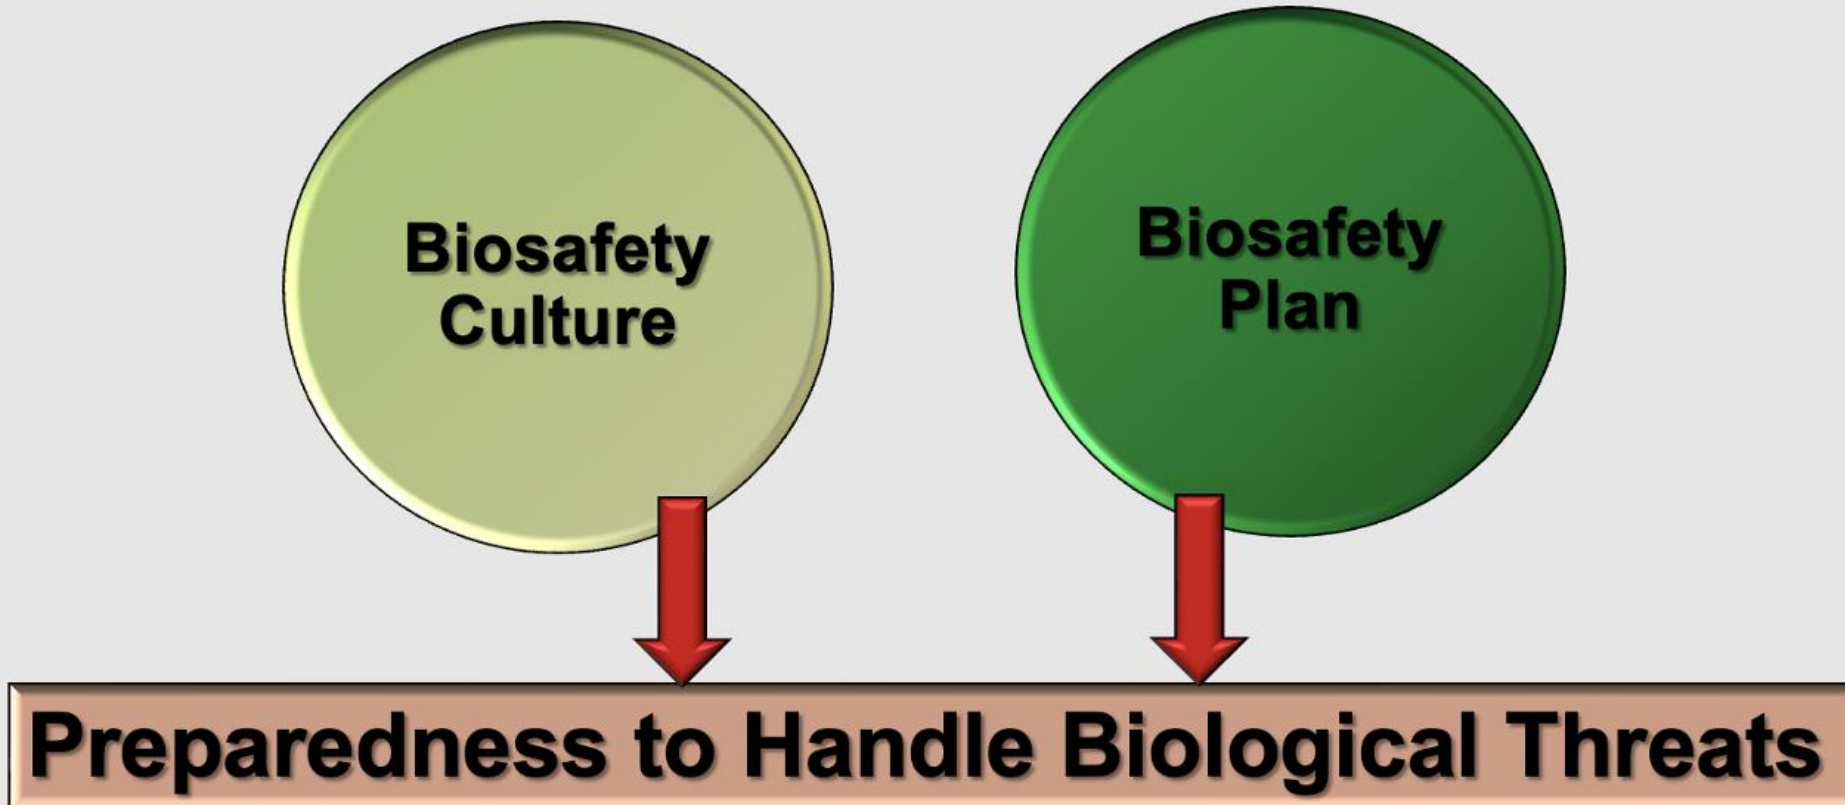 Biosafety
Culture
Biosafety
Plan
Preparedness to Handle Biological Threats